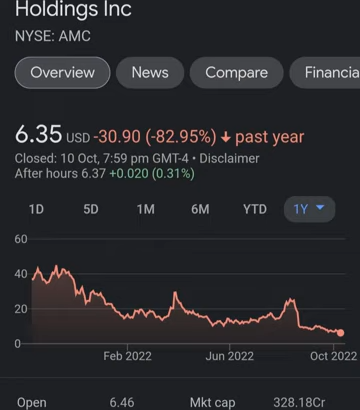 Holdings Inc
NYSE: AMC
Overview
News
Compare
Financia
6.35 USD -30.90 (-82.95%) ↓ past year
Closed: 10 Oct, 7:59 pm GMT-4 • Disclaimer
After hours 6.37 +0.020 (0.31%)
1D 5D 1M 6M YTD 1Y
60
40
20
0
Feb 2022 Jun 2022 Oct 2022
Open 6.46 Mkt cap 328.18Cr